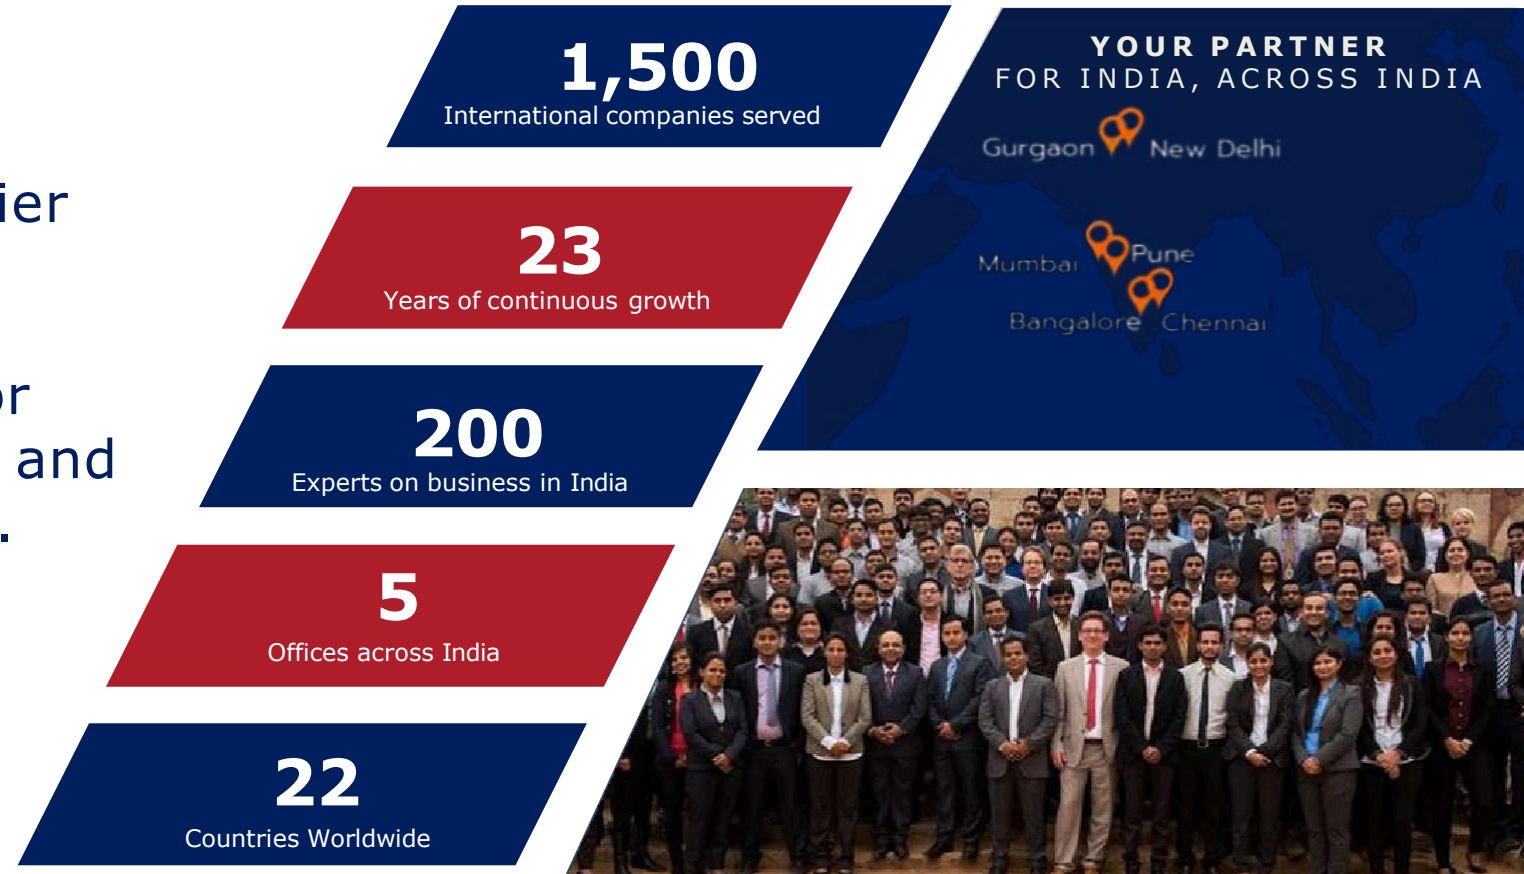 ier
or
and
.
1,500
International companies served
23
Years of continuous growth
200
Experts on business in India
5
Offices across India
22
Countries Worldwide
YOUR PARTNER
FOR INDIA, ACROSS INDIA
Gurgaon New Delhi
Mumbai Pune
Bangalore Chennai